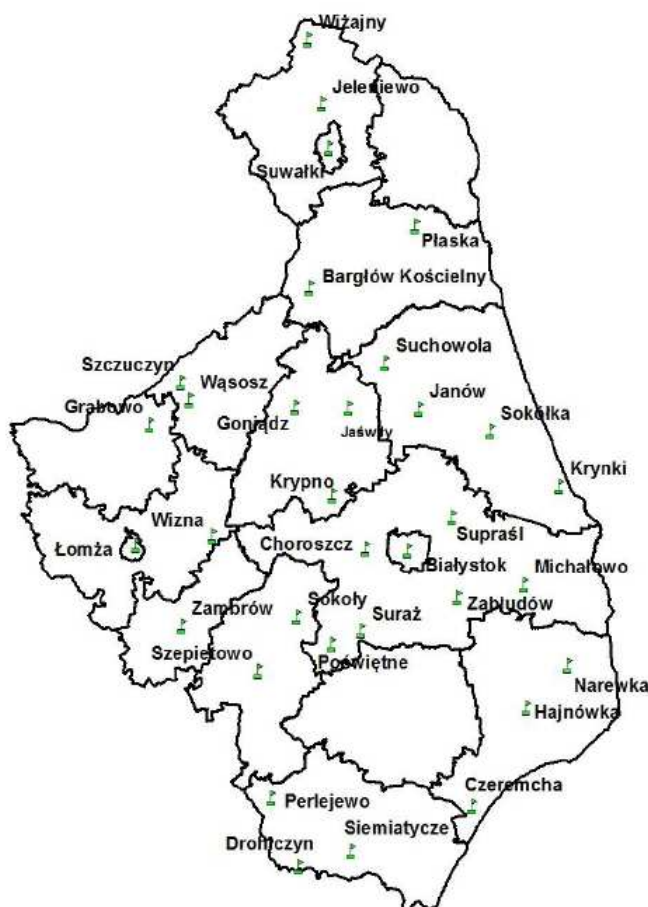 Wiżajny
Jeleniewo
Suwałki
Płaska
Bargłów Kościelny
Suchowola
Szczuczyn
Wąsosz
Grabowo
Goniądz
Jaświły
Janów
Sokółka
Krypno
Krynki
Wizna
Supraśl
Łomża
Choroszcz
Białystok
Michałowo
Zambrów
Sokoły
Suraż
Zabłudów
Szepietowo
Poświętne
Narewka
Hajnówka
Perlejewo
Czeremcha
Siemiatycze
Drohiczyn